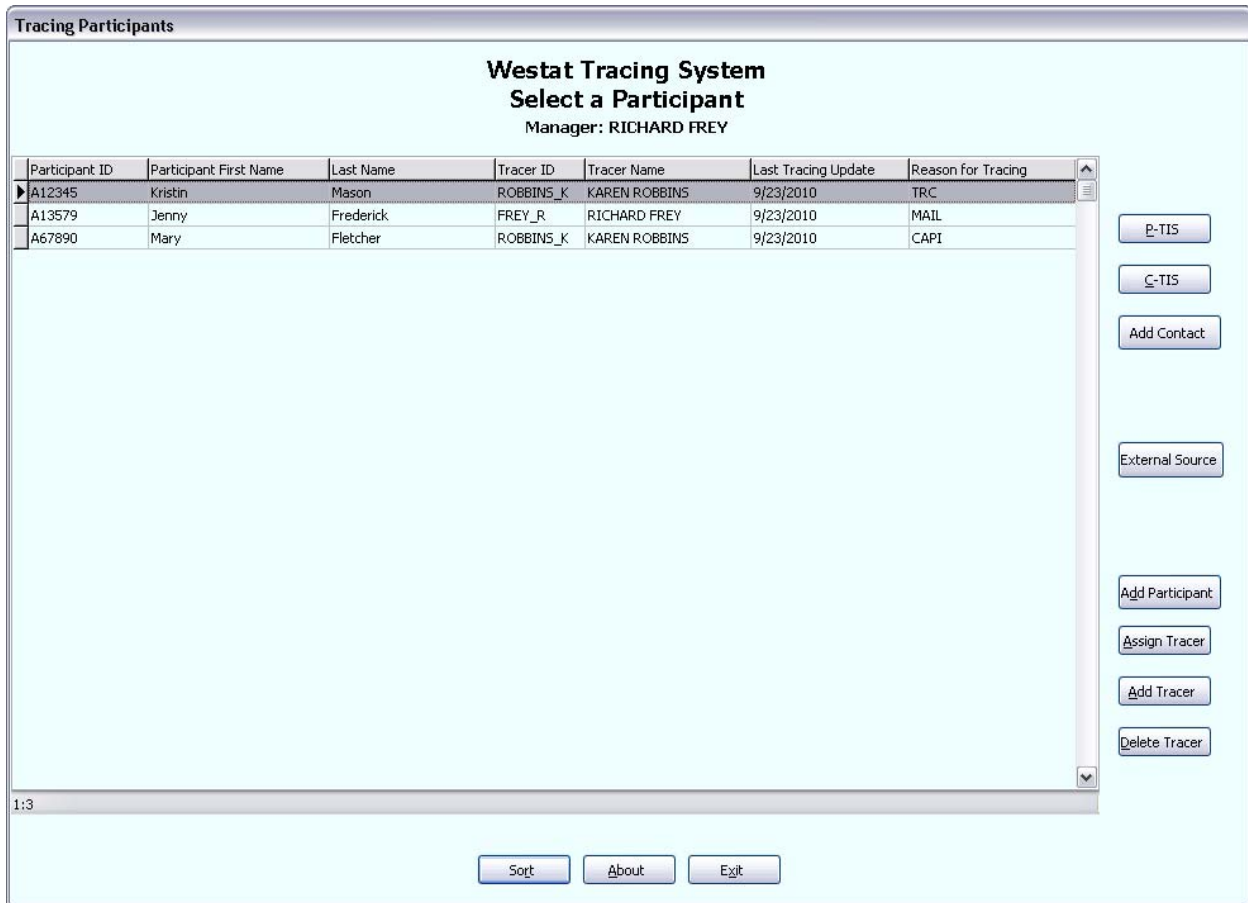 Tracing Participants
Westat Tracing System
Select a Participant
Manager: RICHARD FREY
Participant ID Participant First Name Last Name Tracer ID Tracer Name Last Tracing Update Reason for Tracing
A12345 Kristin Mason ROBBINS_K KAREN ROBBINS 9/23/2010 TRC
A13579 Jenny Frederick FREY_R RICHARD FREY 9/23/2010 MAIL
A67890 Mary Fletcher ROBBINS_K KAREN ROBBINS 9/23/2010 CAPI
P-TIS
C-TIS
Add Contact
External Source
Add Participant
Assign Tracer
Add Tracer
Delete Tracer
1:3
Sort About Exit